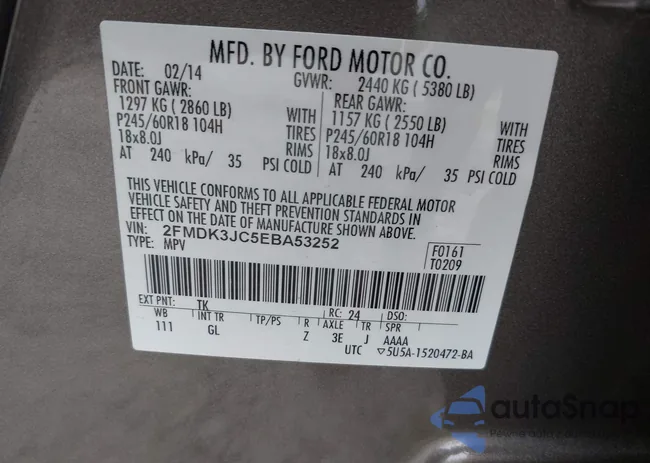 MFD. BY FORD MOTOR CO.
DATE: 02/14 GVWR: 2440 KG ( 5380 LB)
FRONT GAWR: REAR GAWR:
1297 KG ( 2860 LB) WITH 1157 KG ( 2550 LB) WITH
P245/60R18 104H TIRES P245/60R18 104H TIRES
18x8.0J RIMS 18x8.0J RIMS
AT 240 kPa/ 35 PSI COLD AT 240 kPa/ 35 PSI COLD
THIS VEHICLE CONFORMS TO ALL APPLICABLE FEDERAL MOTOR
VEHICLE SAFETY AND THEFT PREVENTION STANDARDS IN
EFFECT ON THE DATE OF MANUFACTURE SHOWN ABOVE.
VIN: 2FMDK3JC5EBA53252 F0161
TYPE: MPV T0209
EXT PNT: TK RC: 24
WB INT TR TP/PS R AXLE TR SPR
111 GL Z 3E J AAAA
UTC ▽5U5A-1520472-BA
autoSnap